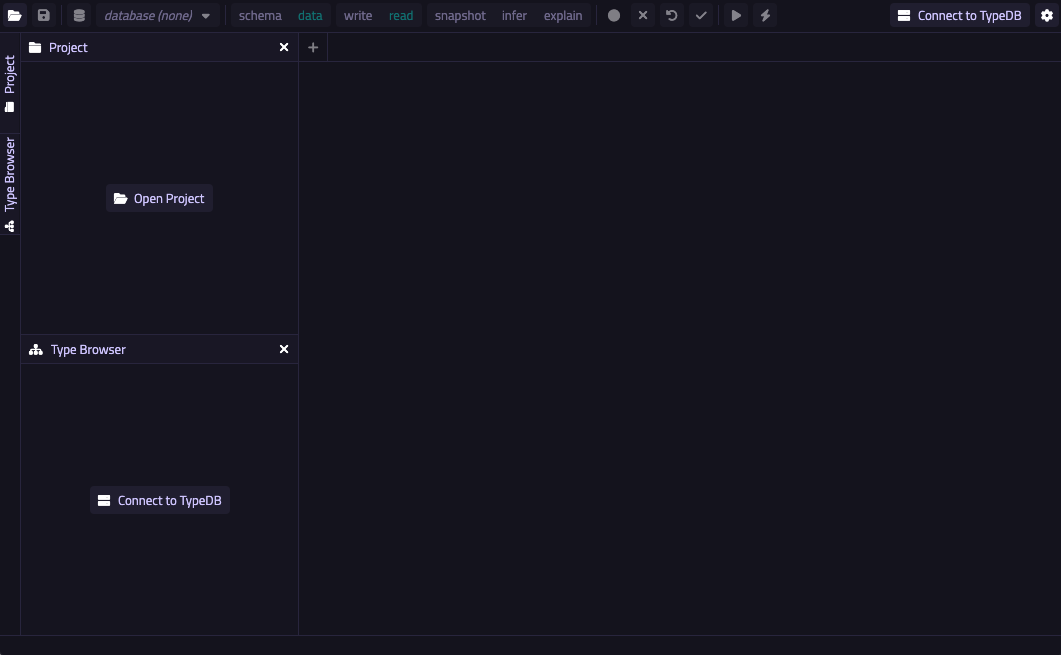 database (none) schema data write read snapshot infer explain Connect to TypeDB
Project
Project
Type Browser
Open Project
Type Browser
Connect to TypeDB